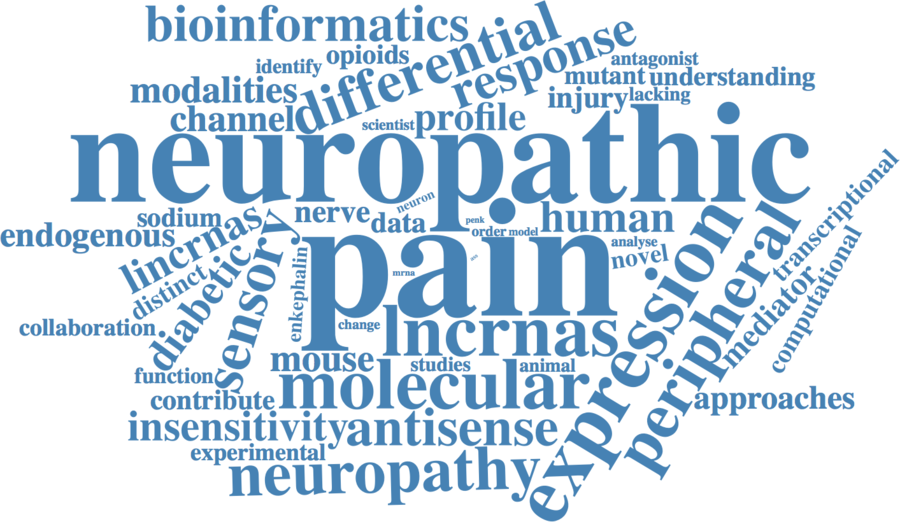 bioinformatics
differential
opioids
response
identify
antagonist
modalities
mutant
understanding
injury
lacking
channel
scientist
profile
neuropathic
transcriptional
neuron
sodium
nerve
data
penk
human
endogenous
lincrnas
order
model
pain
analyse
novel
sensory
distinct
diabetic
enkephalin
mrna
expression
peripheral
mediator
computational
collaboration
change
lncrnas
mouse
studies
animal
function
molecular
contribute
approaches
insensitivity
antisense
experimental
neuropathy